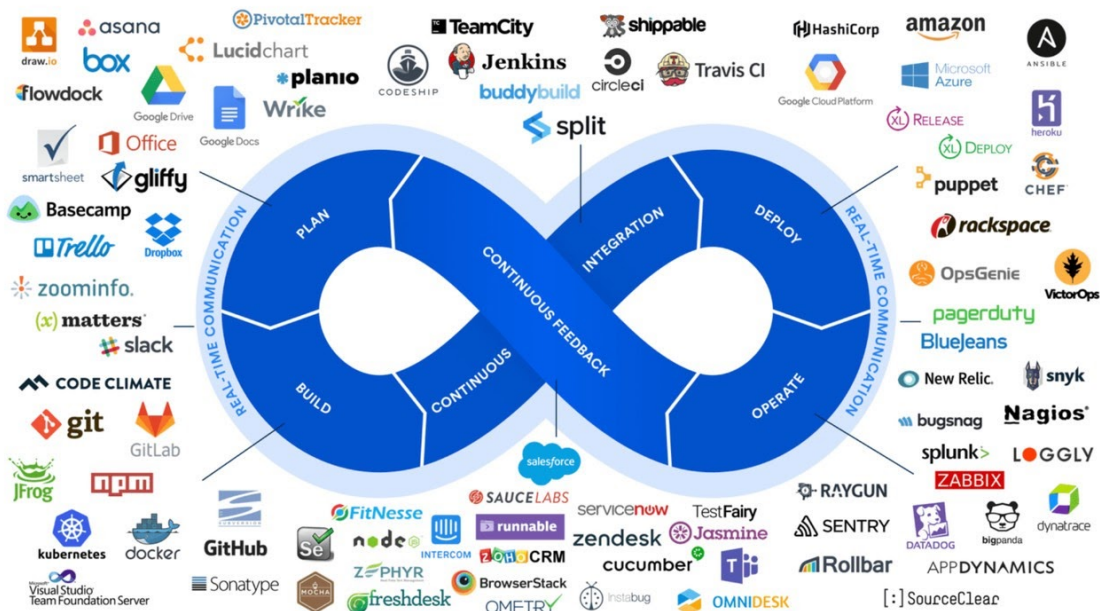 draw.io
asana
PivotalTracker
box
Lucidchart
flowdock
Google Drive
planio
Google Docs
Wrike
smartsheet
Office
gliffy
Basecamp
Trello
Dropbox
TC
TeamCity
CODESHIP
Jenkins
buddybuild
shippable
circleci
Travis CI
split
HashiCorp
amazon
ANSIBLE
Google Cloud Platform
Microsoft
Azure
XL RELEASE
heroku
XL DEPLOY
puppet
CHEF
rackspace
REAL-TIME COMMUNICATION
PLAN
BUILD
CONTINUOUS
INTEGRATION
CONTINUOUS FEEDBACK
DEPLOY
OPERATE
REAL-TIME COMMUNICATION
zoominfo.
(x) matters
slack
OpsGenie
VictorOps
pagerduty
BlueJeans
CODE CLIMATE
git
GitLab
JFrog
npm
kubernetes
docker
SUBVERSION
GitHub
Microsoft
Visual Studio
Team Foundation Server
Sonatype
salesforce
SAUCELABS
FitNesse
Se
node
INTERCOM
runnable
servicenow
TestFairy
zendesk
Jasmine
ZEPHYR
ZOHO CRM
cucumber
T
MOCHA
freshdesk
BrowserStack
OMETRY
instabug
OMNIDESK
New Relic.
snyk
bugsnag
Nagios
splunk>
LOGGLY
ZABBIX
RAYGUN
SENTRY
DATADOG
bigpanda
dynatrace
Rollbar
APPDYNAMICS
[:]SourceClear